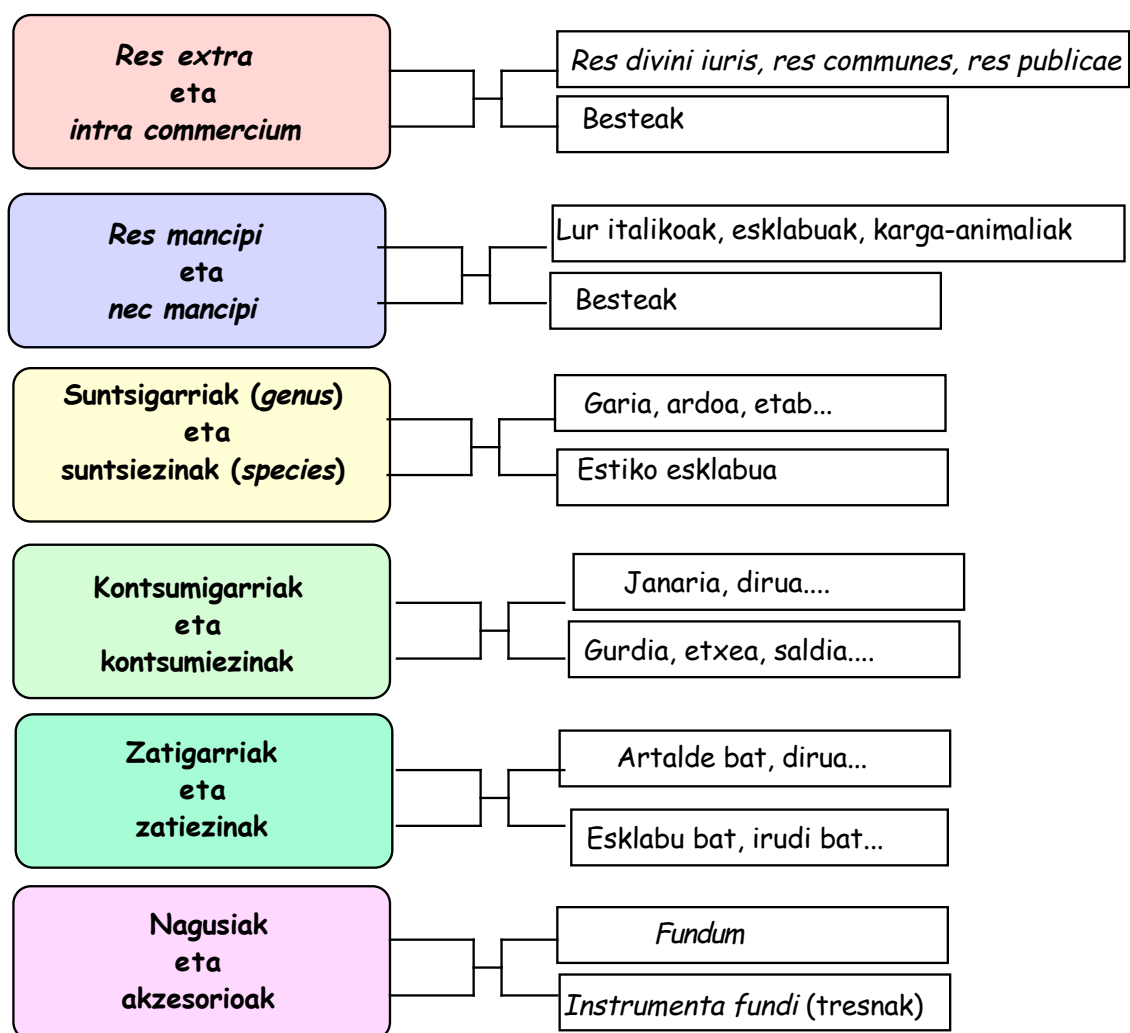 Res extra
eta
intra commercium
Res divini iuris, res communes, res publicae
Besteak
Res mancipi
eta
nec mancipi
Lur italikoak, esklabuak, karga-animaliak
Besteak
Suntsigarriak (genus)
eta
suntsiezinak (species)
Garia, ardoa, etab...
Estiko esklabua
Kontsumigarriak
eta
kontsumiezinak
Janaria, dirua....
Gurdia, etxea, saldia....
Zatigarriak
eta
zatiezinak
Artalde bat, dirua...
Esklabu bat, irudi bat...
Nagusiak
eta
akzesorioak
Fundum
Instrumenta fundi (tresnak)